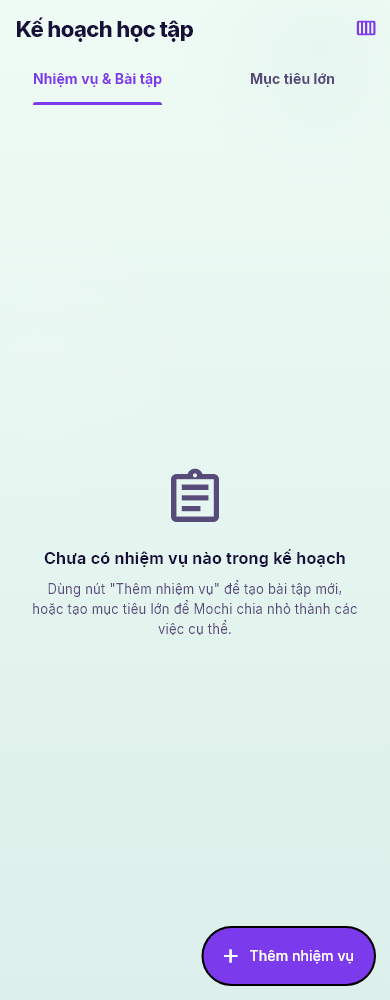 Kế hoạch học tập
Nhiệm vụ & Bài tập
Mục tiêu lớn
Chưa có nhiệm vụ nào trong kế hoạch
Dùng nút "Thêm nhiệm vụ" để tạo bài tập mới,
hoặc tạo mục tiêu lớn để Mochi chia nhỏ thành các
việc cụ thể.
Thêm nhiệm vụ